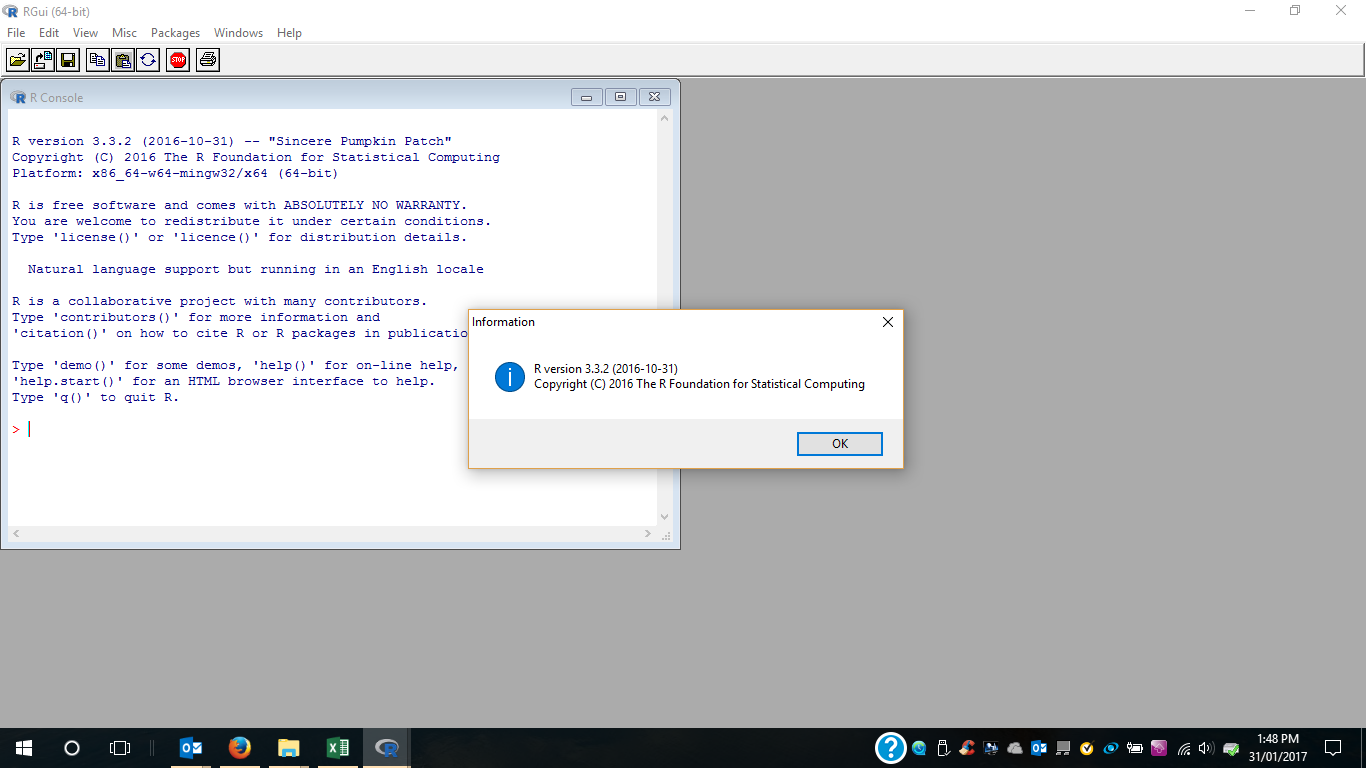 RGui (64-bit)
File Edit View Misc Packages Windows Help
STOP
R Console
R version 3.3.2 (2016-10-31) -- "Sincere Pumpkin Patch"
Copyright (C) 2016 The R Foundation for Statistical Computing
Platform: x86_64-w64-mingw32/x64 (64-bit)
R is free software and comes with ABSOLUTELY NO WARRANTY.
You are welcome to redistribute it under certain conditions.
Type 'license()' or 'licence()' for distribution details.
Natural language support but running in an English locale
R is a collaborative project with many contributors.
Type 'contributors()' for more information and
'citation()' on how to cite R or R packages in publicatio
Type 'demo()' for some demos, 'help()' for on-line help,
'help.start()' for an HTML browser interface to help.
Type 'q()' to quit R.
>
Information
R version 3.3.2 (2016-10-31)
Copyright (C) 2016 The R Foundation for Statistical Computing
OK
1:48 PM
31/01/2017